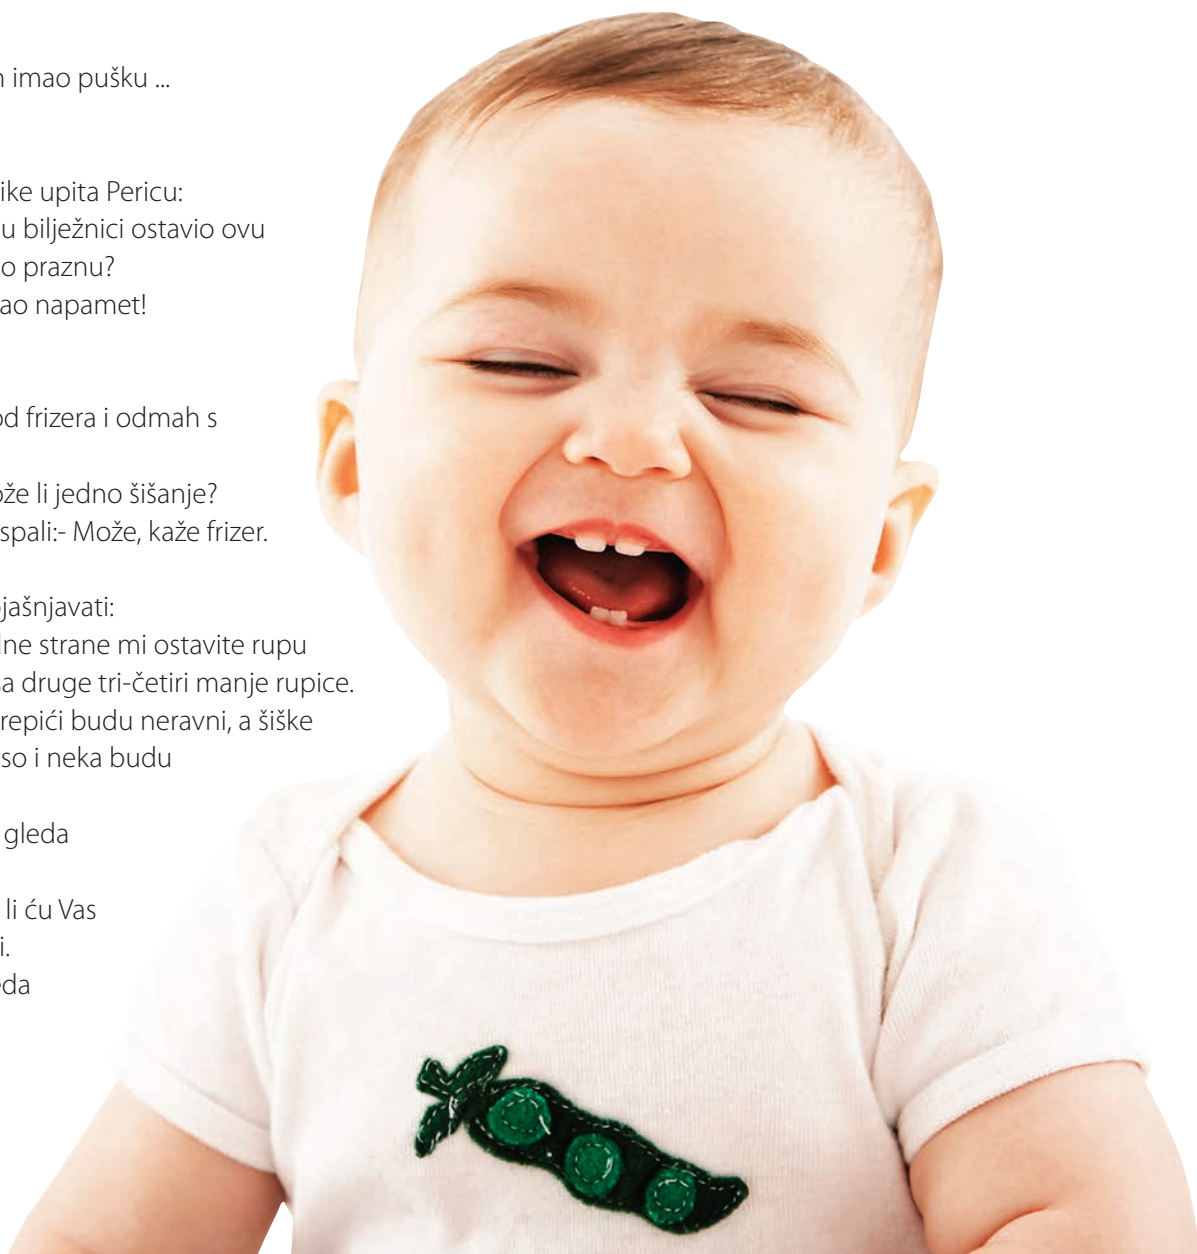 imao pušku ...
ike upita Pericu:
u bilježnici ostavio ovu
o praznu?
ao napamet!
od frizera i odmah s
že li jedno šišanje?
spali:- Može, kaže frizer.
jašnjavati:
ne strane mi ostavite rupu
sa druge tri-četiri manje rupice.
repići budu neravni, a šiške
so i neka budu
gleda
li ću Vas
i.
eda